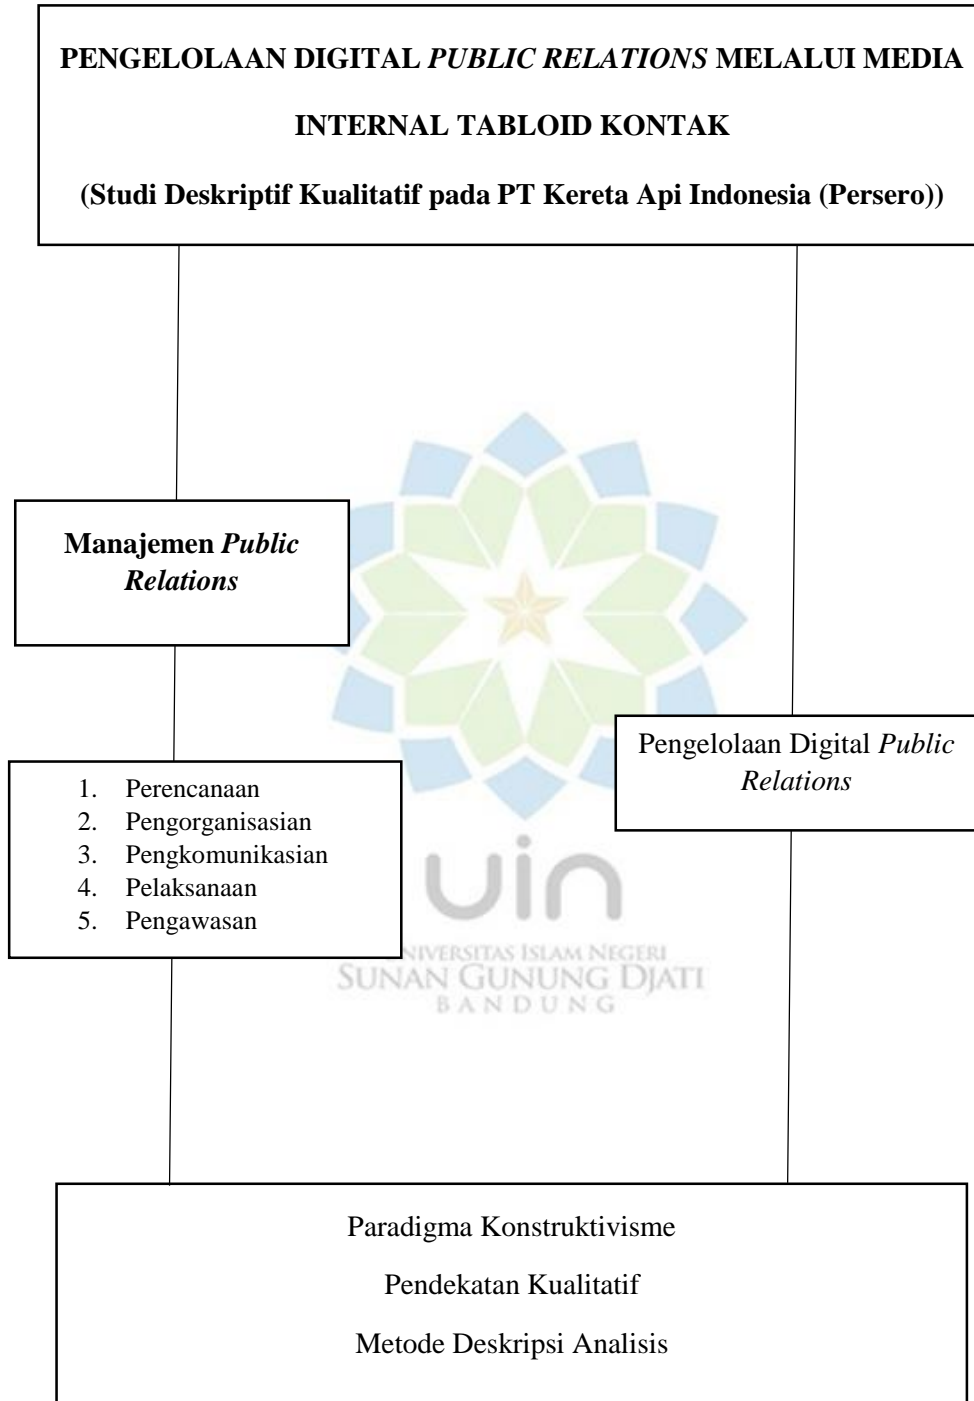 PENGELOLAAN DIGITAL PUBLIC RELATIONS MELALUI MEDIA
INTERNAL TABLOID KONTAK
(Studi Deskriptif Kualitatif pada PT Kereta Api Indonesia (Persero))
Manajemen Public
Relations
Pengelolaan Digital Public
Relations
1. Perencanaan
2. Pengorganisasian
3. Pengkomunikasian
4. Pelaksanaan
5. Pengawasan
uin
NIVERSITAS ISLAM NEGERI
SUNAN GUNUNG DJATI
BANDUNG
Paradigma Konstruktivisme
Pendekatan Kualitatif
Metode Deskripsi Analisis